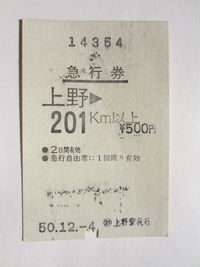 14354
急行券
上野▶
201Km以上
¥500円
●2日間有効
●急行自由席に1回限り有効
50.12.-4
上野駅発行